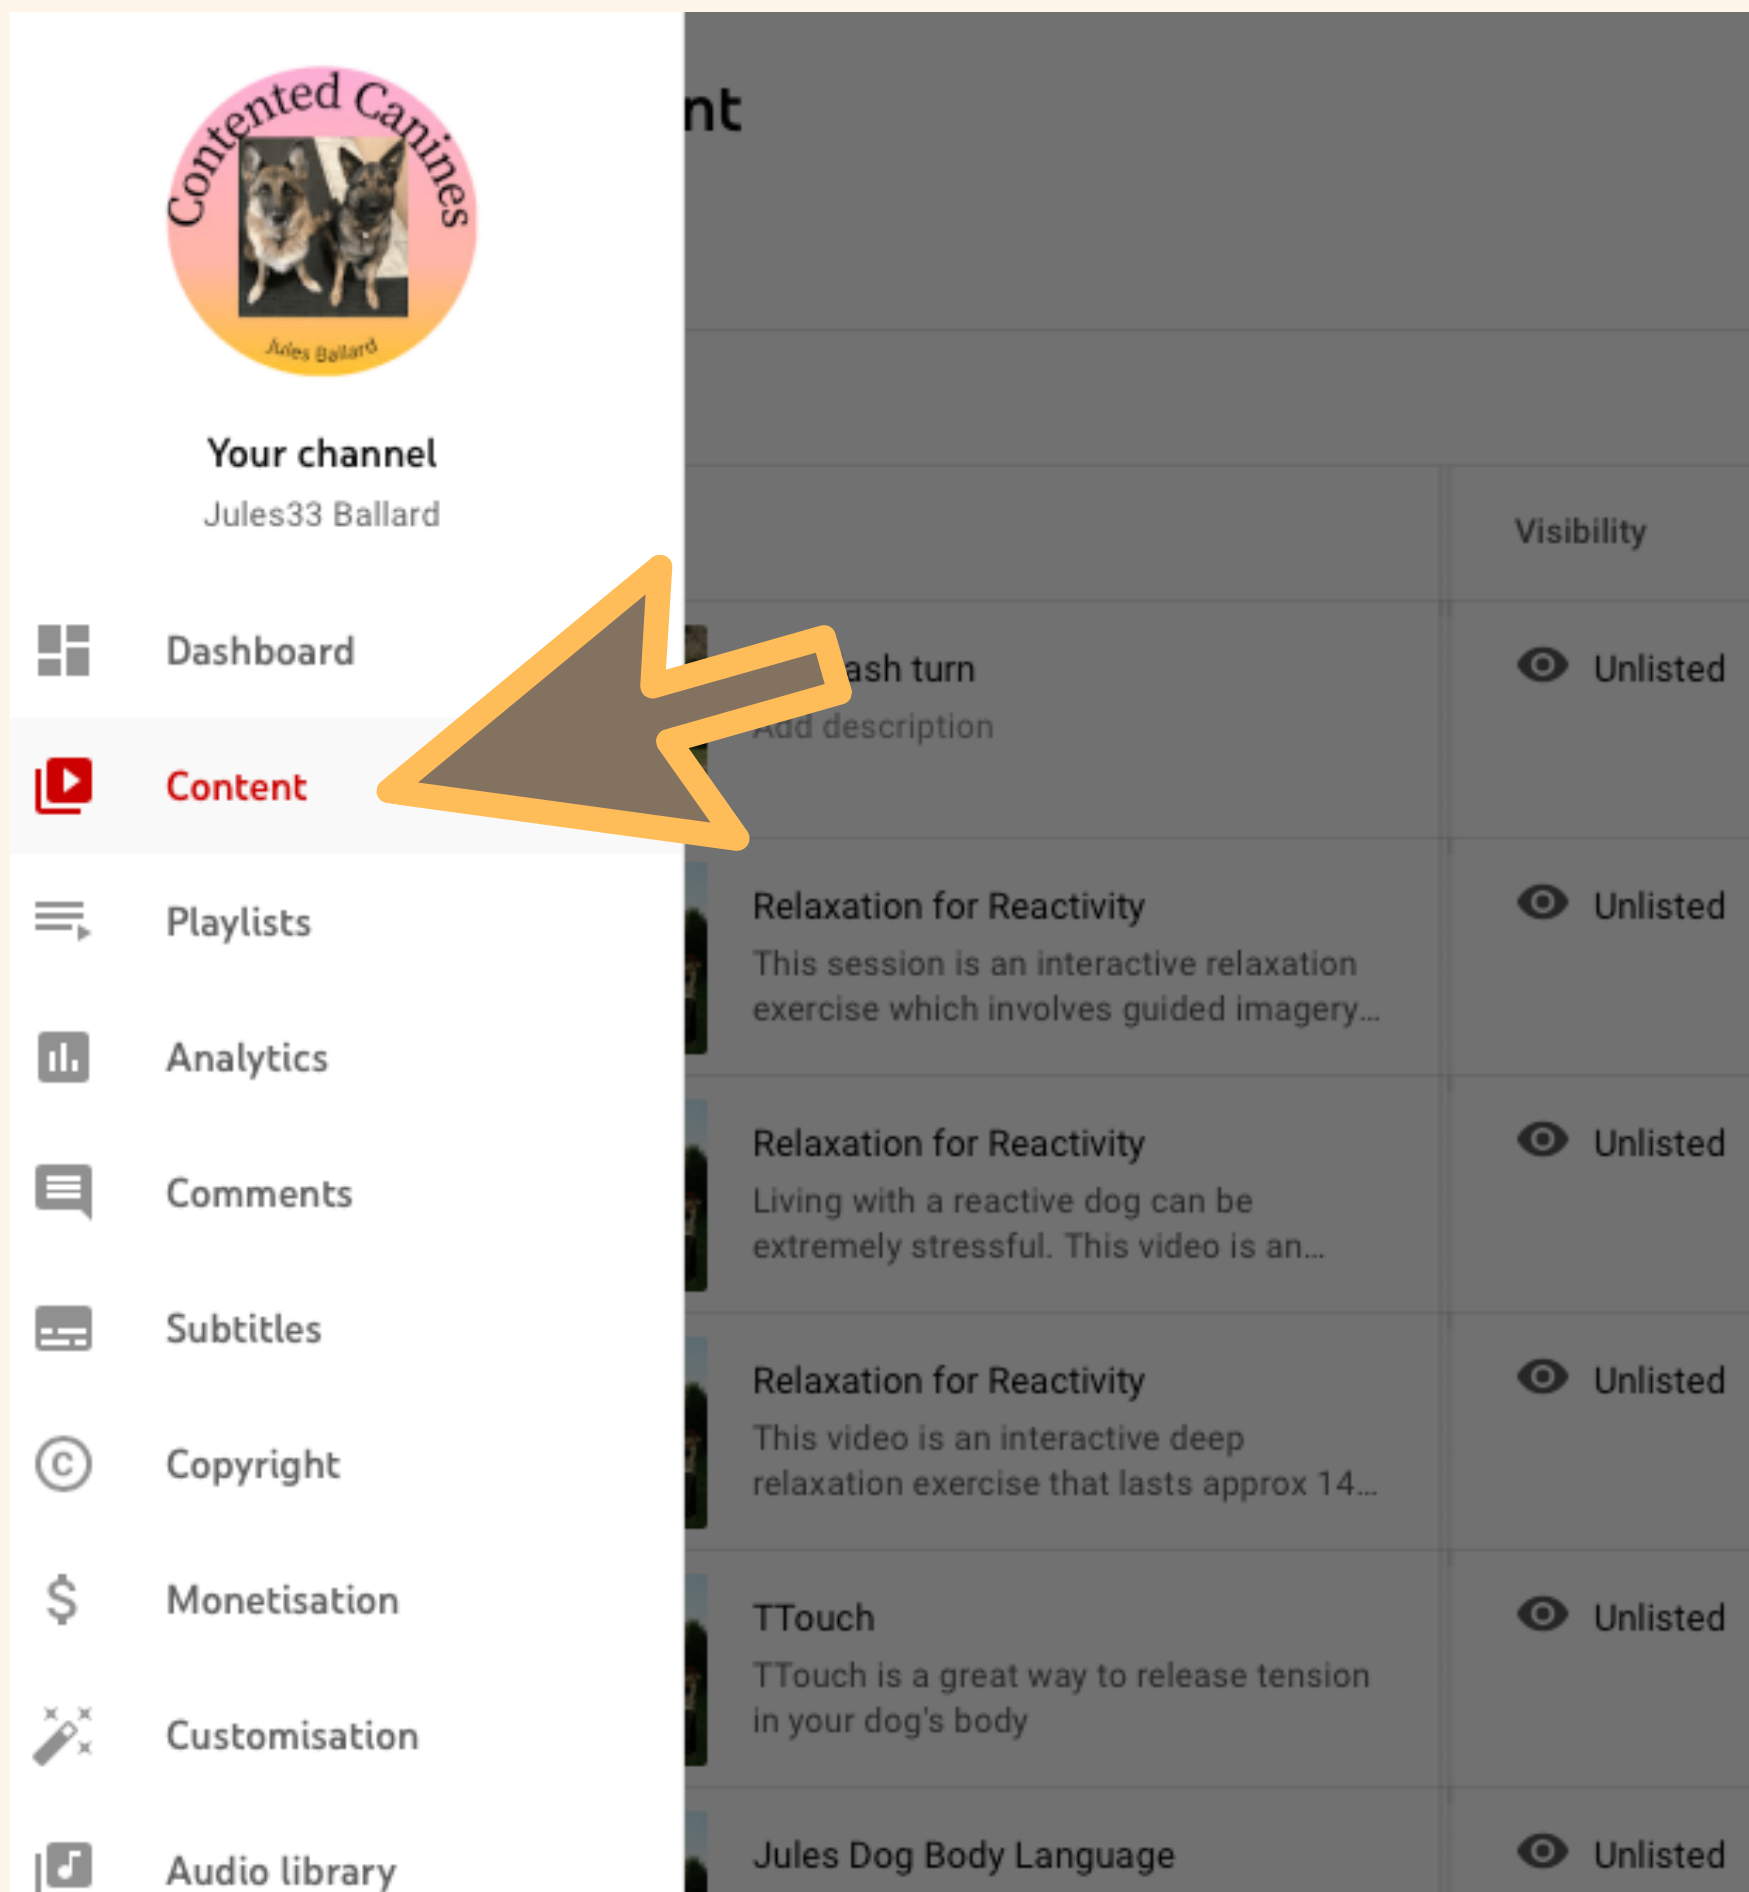 Contented Canines
Jules Ballard
Your channel
Jules33 Ballard
Dashboard
Content
Playlists
Analytics
Comments
Subtitles
Copyright
Monetisation
Customisation
Audio library
nt
Visibility
ash turn
Unlisted
Add description
Relaxation for Reactivity
Unlisted
This session is an interactive relaxation
exercise which involves guided imagery...
Relaxation for Reactivity
Unlisted
Living with a reactive dog can be
extremely stressful. This video is an...
Relaxation for Reactivity
Unlisted
This video is an interactive deep
relaxation exercise that lasts approx 14...
TTouch
Unlisted
TTouch is a great way to release tension
in your dog's body
Jules Dog Body Language
Unlisted